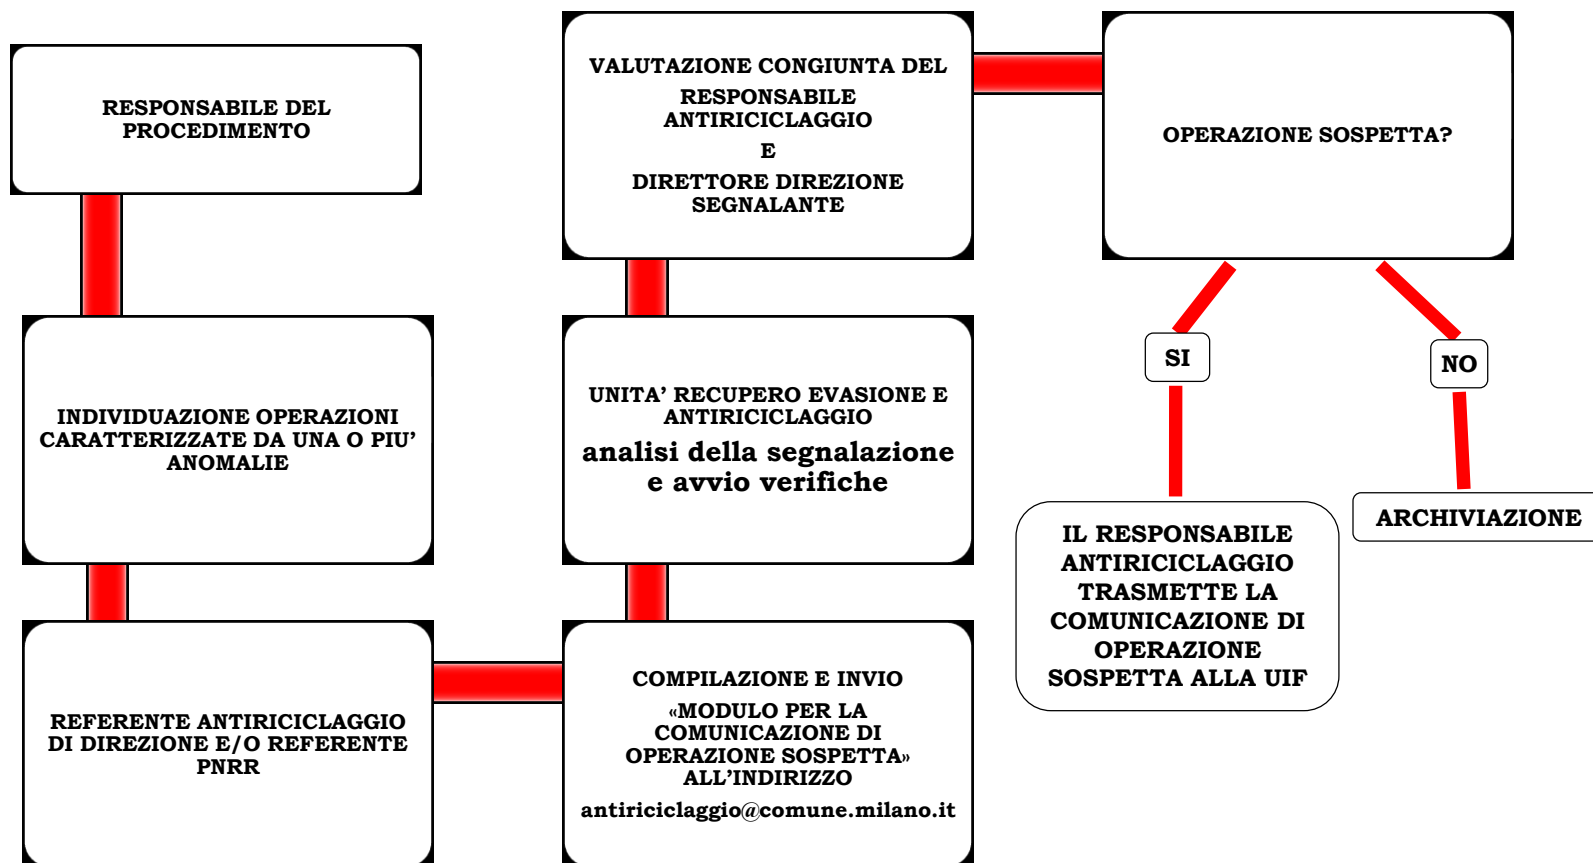 RESPONSABILE DEL
PROCEDIMENTO
INDIVIDUAZIONE OPERAZIONI
CARATTERIZZATE DA UNA O PIU’
ANOMALIE
REFERENTE ANTIRICICLAGGIO
DI DIREZIONE E/O REFERENTE
PNRR
COMPILAZIONE E INVIO
«MODULO PER LA
COMUNICAZIONE DI
OPERAZIONE SOSPETTA»
ALL’INDIRIZZO
antiriciclaggio@comune.milano.it
UNITA’ RECUPERO EVASIONE E
ANTIRICICLAGGIO
analisi della segnalazione
e avvio verifiche
VALUTAZIONE CONGIUNTA DEL
RESPONSABILE
ANTIRICICLAGGIO
E
DIRETTORE DIREZIONE
SEGNALANTE
OPERAZIONE SOSPETTA?
SI
IL RESPONSABILE
ANTIRICICLAGGIO
TRASMETTE LA
COMUNICAZIONE DI
OPERAZIONE
SOSPETTA ALLA UIF
NO
ARCHIVIAZIONE